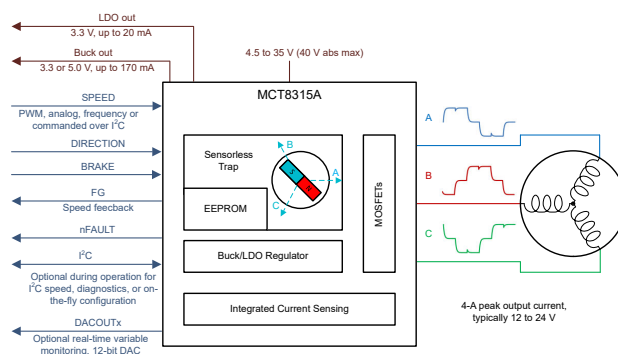 LDO out
3.3 V, up to 20 mA
Buck out
3.3 or 5.0 V, up to 170 mA
4.5 to 35 V (40 V abs max)
SPEED
PWM, analog, frequency or
commanded over I²C
DIRECTION
BRAKE
FG
Speed feecback
nFAULT
I²C
Optional during operation for
I²C speed, diagnostics, or on-
the-fly configuration
DACOUTx
Optional real-time variable
monitoring, 12-bit DAC
MCT8315A
Sensorless
Trap
EEPROM
B
A
C
S
N
MOSFETs
Buck/LDO Regulator
Integrated Current Sensing
A
B
C
4-A peak output current,
typically 12 to 24 V